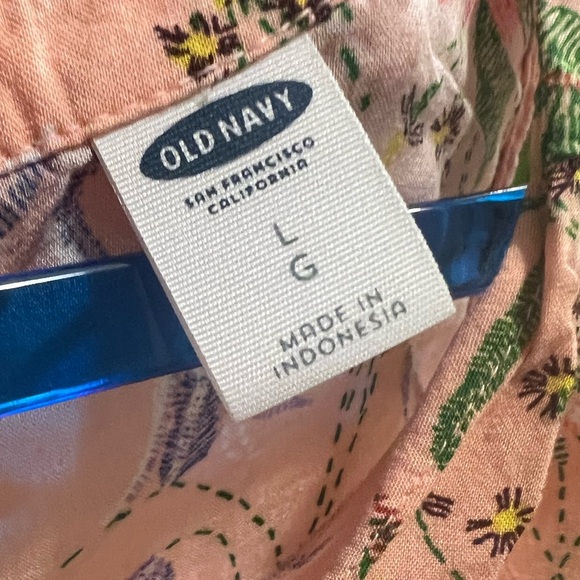 OLD NAVY
SAN FRANCISCO
CALIFORNIA
L
G
MADE IN
INDONESIA